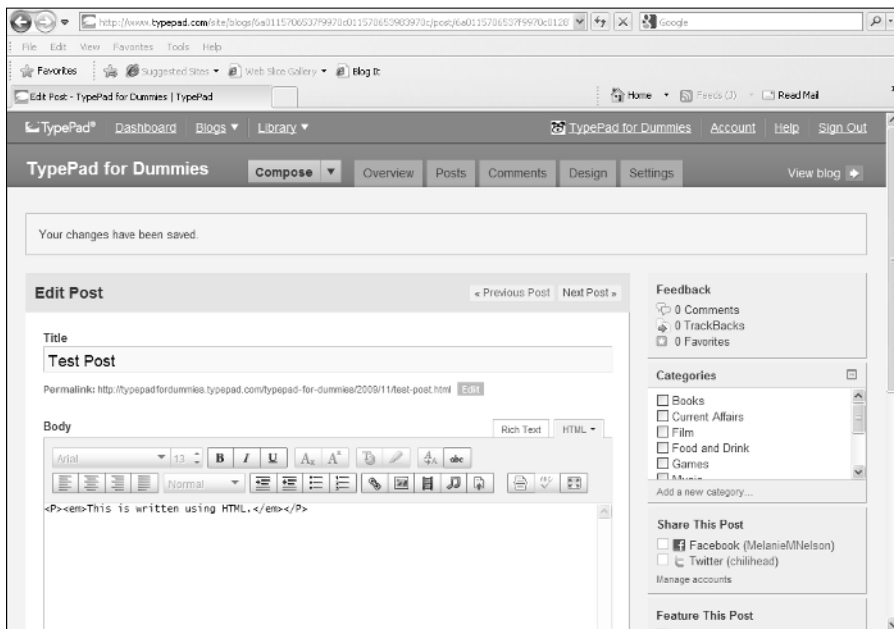 http://www.typepad.com/site/blogs/6a0115706537f9970c011570653983970c/post/6a0115706537f9970c0128
Google
File Edit View Favorites Tools Help
Favorites Suggested Sites Web Slice Gallery Blog It
Edit Post - TypePad for Dummies | TypePad
Home Feeds (J) Read Mail
TypePad® Dashboard Blogs Library TypePad for Dummies Account Help Sign Out
TypePad for Dummies Compose Overview Posts Comments Design Settings View blog
Your changes have been saved.
Edit Post « Previous Post Next Post »
Title
Test Post
Permalink: http://typepadfordummies.typepad.com/typepad-for-dummies/2009/11/test-post.html Edit
Body Rich Text HTML
Arial 13 B I U abc
Normal
<P><em>This is written using HTML.</em></P>
Feedback
0 Comments
0 TrackBacks
0 Favorites
Categories
Books
Current Affairs
Film
Food and Drink
Games
Music
Add a new category...
Share This Post
Facebook (MelanieMNelson)
Twitter (chilihead)
Manage accounts
Feature This Post